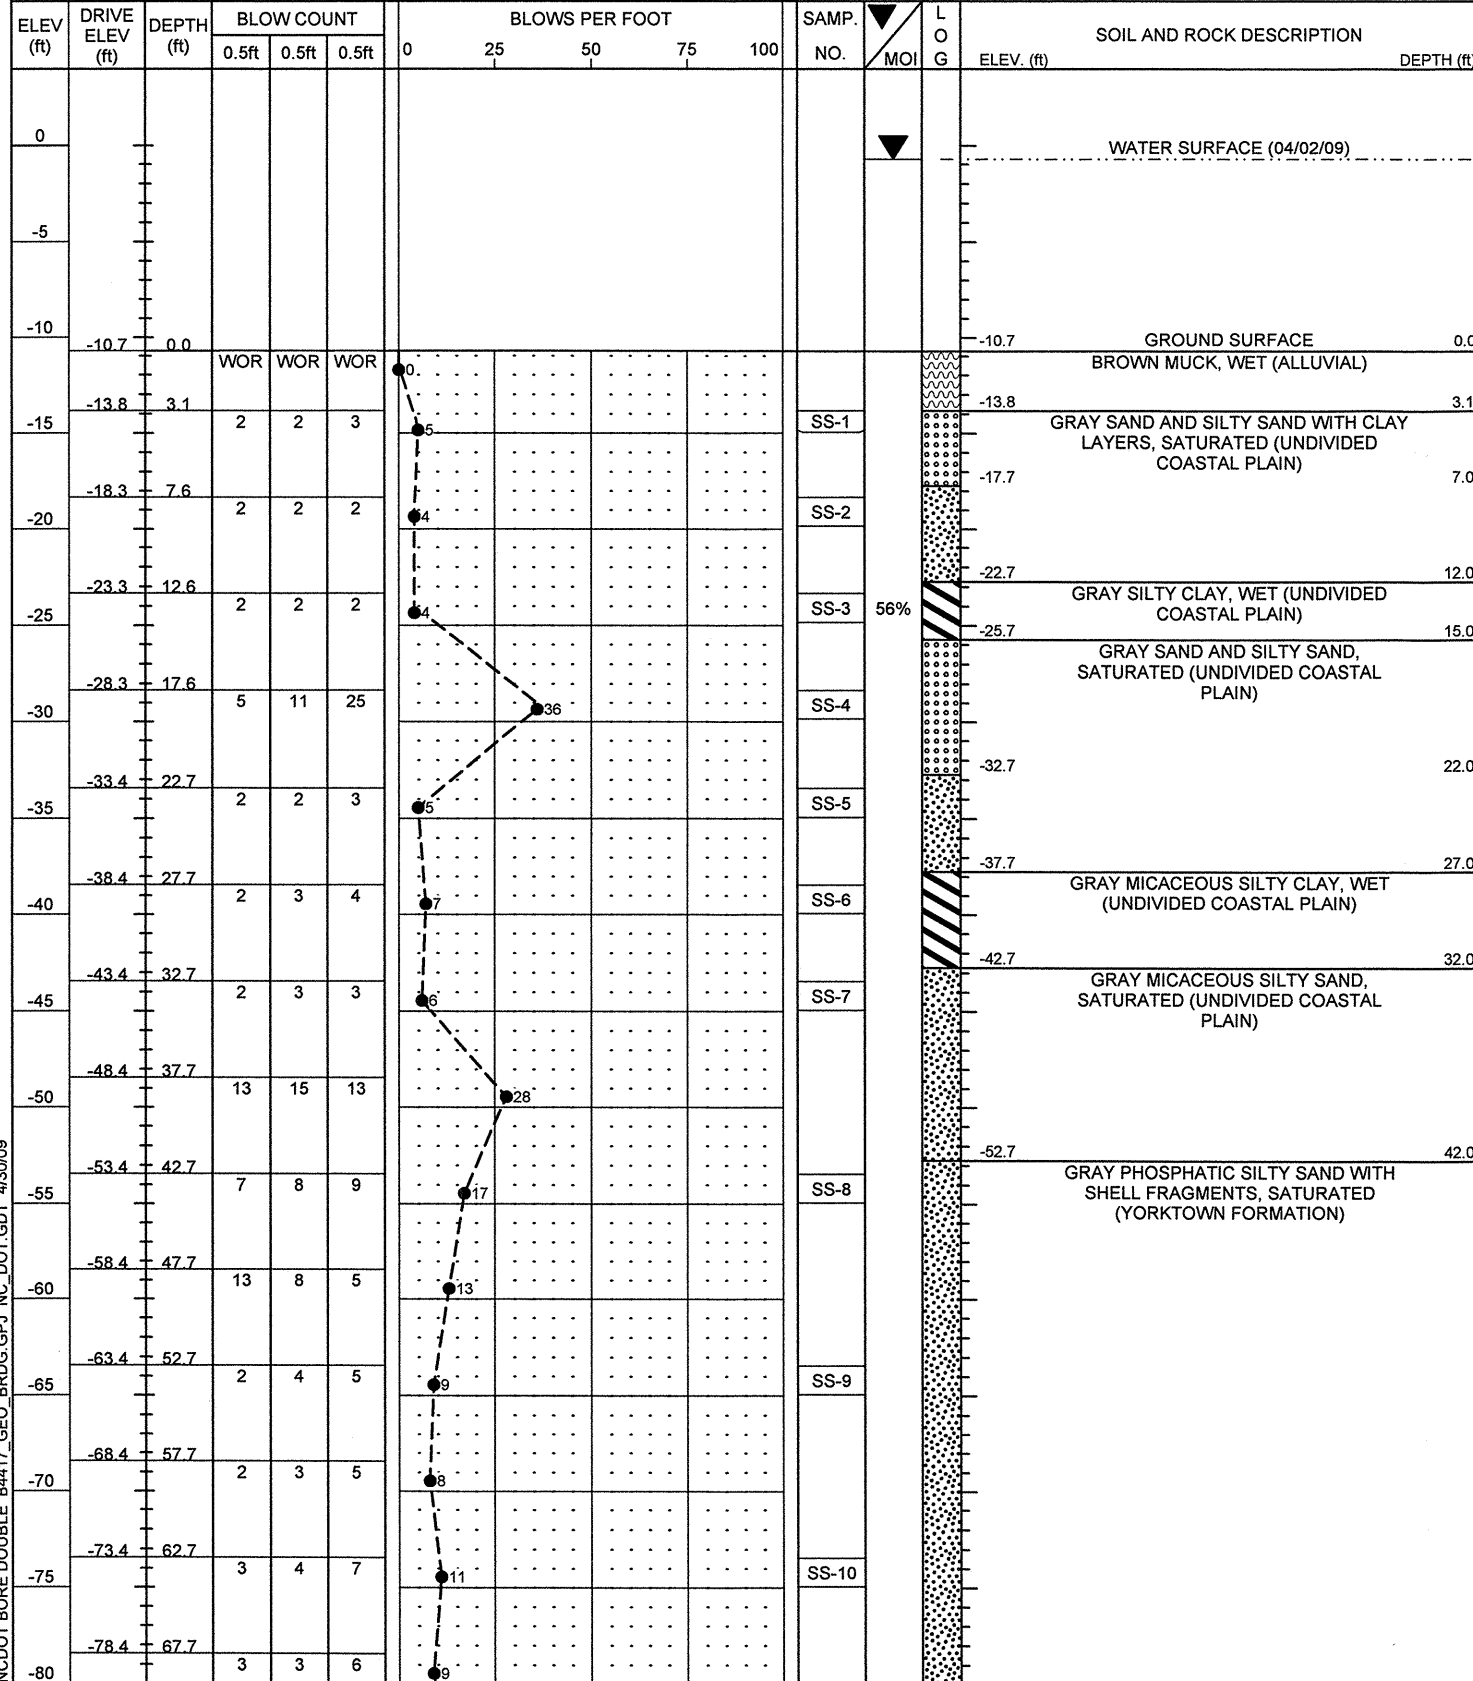 ELEV (ft) DRIVE ELEV (ft) DEPTH (ft) BLOW COUNT BLOWS PER FOOT SAMP. NO. MOI L O G SOIL AND ROCK DESCRIPTION
0.5ft 0.5ft 0.5ft 0 25 50 75 100 ELEV. (ft) DEPTH (ft)
0 WATER SURFACE (04/02/09)
-5
-10
-10.7 0.0 -10.7 GROUND SURFACE 0.0
WOR WOR WOR 0 BROWN MUCK, WET (ALLUVIAL)
-13.8 3.1 -13.8 3.1
-15 2 2 3 5 SS-1 GRAY SAND AND SILTY SAND WITH CLAY
LAYERS, SATURATED (UNDIVIDED
COASTAL PLAIN)
-17.7 7.0
-18.3 7.6
-20 2 2 2 4 SS-2
-22.7 12.0
-23.3 12.6 GRAY SILTY CLAY, WET (UNDIVIDED
-25 2 2 2 4 SS-3 56% COASTAL PLAIN)
-25.7 15.0
GRAY SAND AND SILTY SAND,
SATURATED (UNDIVIDED COASTAL
-28.3 17.6 PLAIN)
-30 5 11 25 36 SS-4
-32.7 22.0
-33.4 22.7
-35 2 2 3 5 SS-5
-37.7 27.0
-38.4 27.7 GRAY MICACEOUS SILTY CLAY, WET
-40 2 3 4 7 SS-6 (UNDIVIDED COASTAL PLAIN)
-42.7 32.0
-43.4 32.7 GRAY MICACEOUS SILTY SAND,
-45 2 3 3 6 SS-7 SATURATED (UNDIVIDED COASTAL
PLAIN)
-48.4 37.7
-50 13 15 13 28
-52.7 42.0
-53.4 42.7 GRAY PHOSPHATIC SILTY SAND WITH
-55 7 8 9 17 SS-8 SHELL FRAGMENTS, SATURATED
(YORKTOWN FORMATION)
-58.4 47.7
-60 13 8 5 13
-63.4 52.7
-65 2 4 5 9 SS-9
-68.4 57.7
-70 2 3 5 8
-73.4 62.7
-75 3 4 7 11 SS-10
-78.4 67.7
-80 3 3 6 9
NCDOT BORE DOUBLE B4417_GEO_BRDG.GPJ NC_DOT.GDT 4/30/09